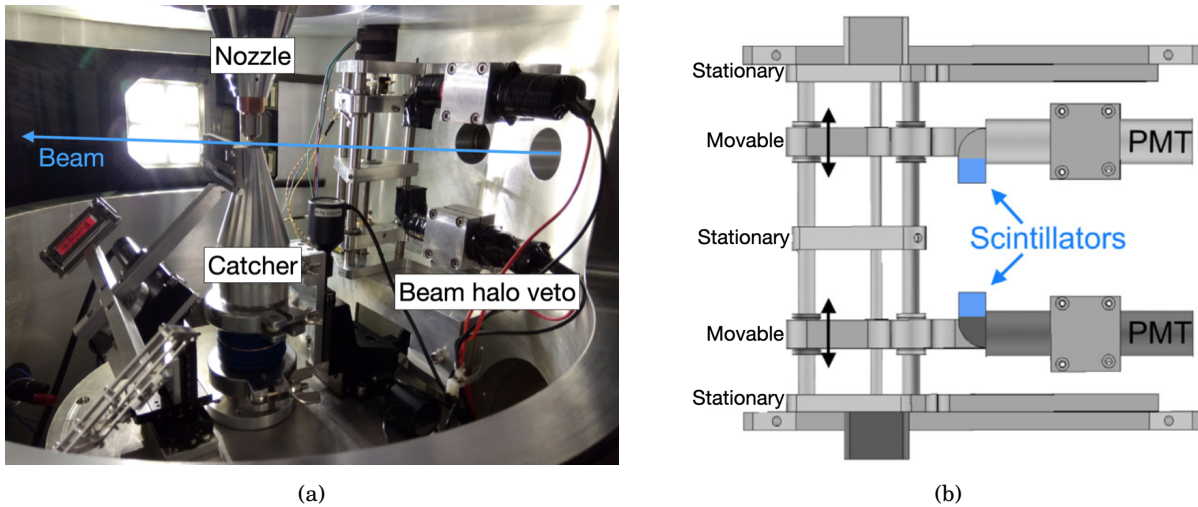 Nozzle
Beam
Catcher
Beam halo veto
(a)
Stationary
Movable
PMT
Stationary
Scintillators
Movable
PMT
Stationary
(b)